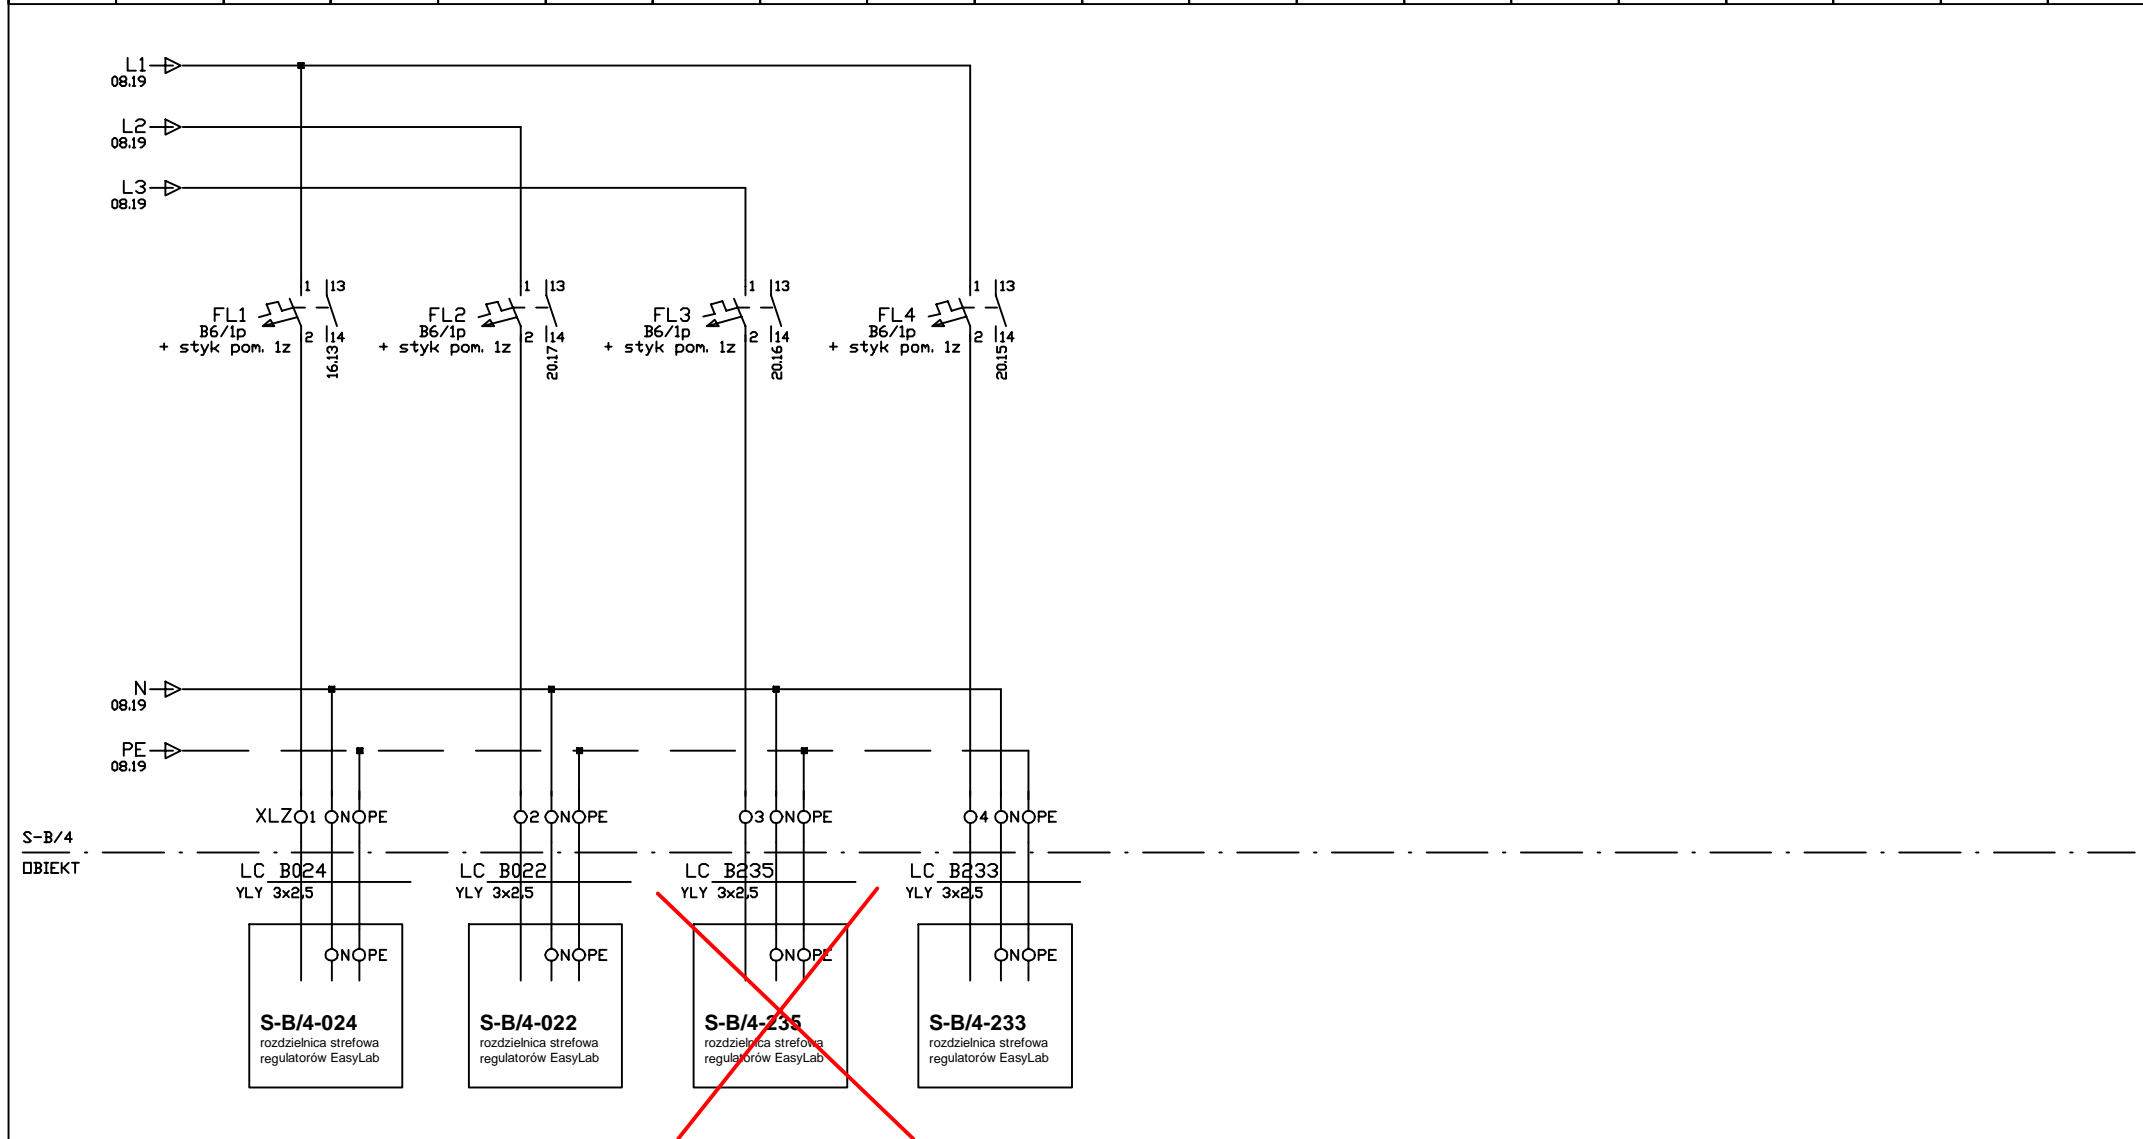 L1
08.19
L2
08.19
L3
08.19
1 13
FL1
B6/1p
+ styk pom. 1z
2 14
16.13
1 13
FL2
B6/1p
+ styk pom. 1z
2 14
20.17
1 13
FL3
B6/1p
+ styk pom. 1z
2 14
20.16
1 13
FL4
B6/1p
+ styk pom. 1z
2 14
20.15
N
08.19
PE
08.19
XLZ 1 N PE 2 N PE 3 N PE 4 N PE
S-B/4
OBIEKT
LC B024
YLY 3x2,5
LC B022
YLY 3x2,5
LC B235
YLY 3x2,5
LC B233
YLY 3x2,5
N PE
S-B/4-024
rozdzielnica strefowa
regulatorów EasyLab
N PE
S-B/4-022
rozdzielnica strefowa
regulatorów EasyLab
N PE
S-B/4-235
rozdzielnica strefowa
regulatorów EasyLab
N PE
S-B/4-233
rozdzielnica strefowa
regulatorów EasyLab